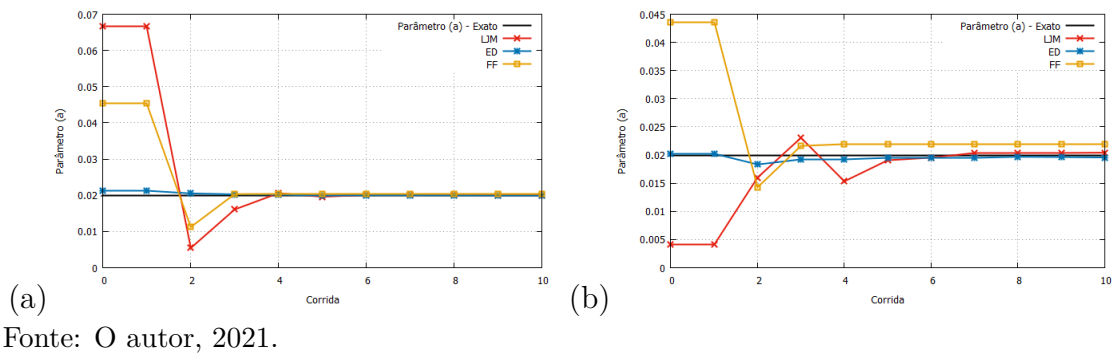 0.07
0.06
0.05
0.04
0.03
0.02
0.01
0
0 2 4 6 8 10
Parâmetro (a)
Corrida
Parâmetro (a) - Exato
LJM
ED
FF
(a)
0.045
0.04
0.035
0.03
0.025
0.02
0.015
0.01
0.005
0
0 2 4 6 8 10
Parâmetro (a)
Corrida
Parâmetro (a) - Exato
LJM
ED
FF
(b)
Fonte: O autor, 2021.